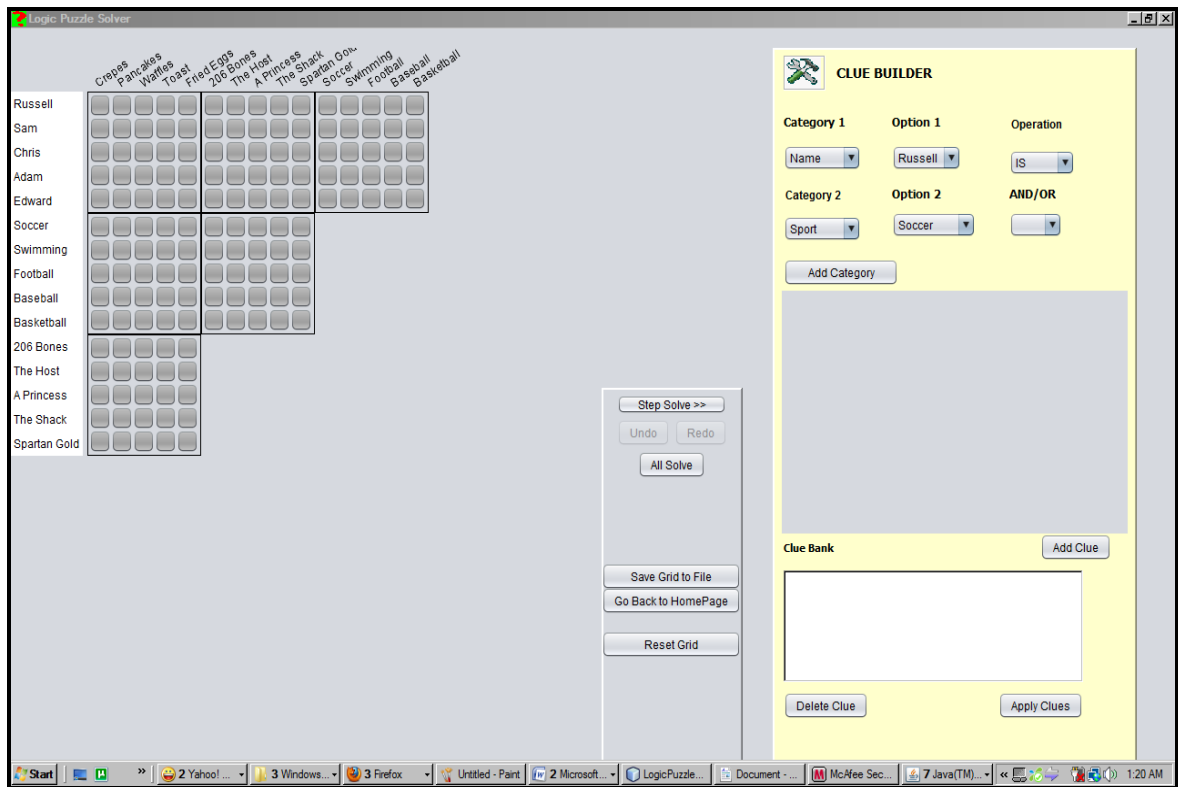 Logic Puzzle Solver
Crepes
Pancakes
Waffles
Toast
Fried Eggs
206 Bones
The Host
A Princess
The Shack
Spartan Gold
Soccer
Swimming
Football
Baseball
Basketball
Russell
Sam
Chris
Adam
Edward
Soccer
Swimming
Football
Baseball
Basketball
206 Bones
The Host
A Princess
The Shack
Spartan Gold
Step Solve >>
Undo Redo
All Solve
Save Grid to File
Go Back to HomePage
Reset Grid
CLUE BUILDER
Category 1 Option 1 Operation
Name Russell IS
Category 2 Option 2 AND/OR
Sport Soccer
Add Category
Clue Bank Add Clue
Delete Clue Apply Clues
Start » 2 Yahoo! ... 3 Windows... 3 Firefox Untitled - Paint 2 Microsoft... LogicPuzzle... Document - ... McAfee Sec... 7 Java(TM)... « 1:20 AM